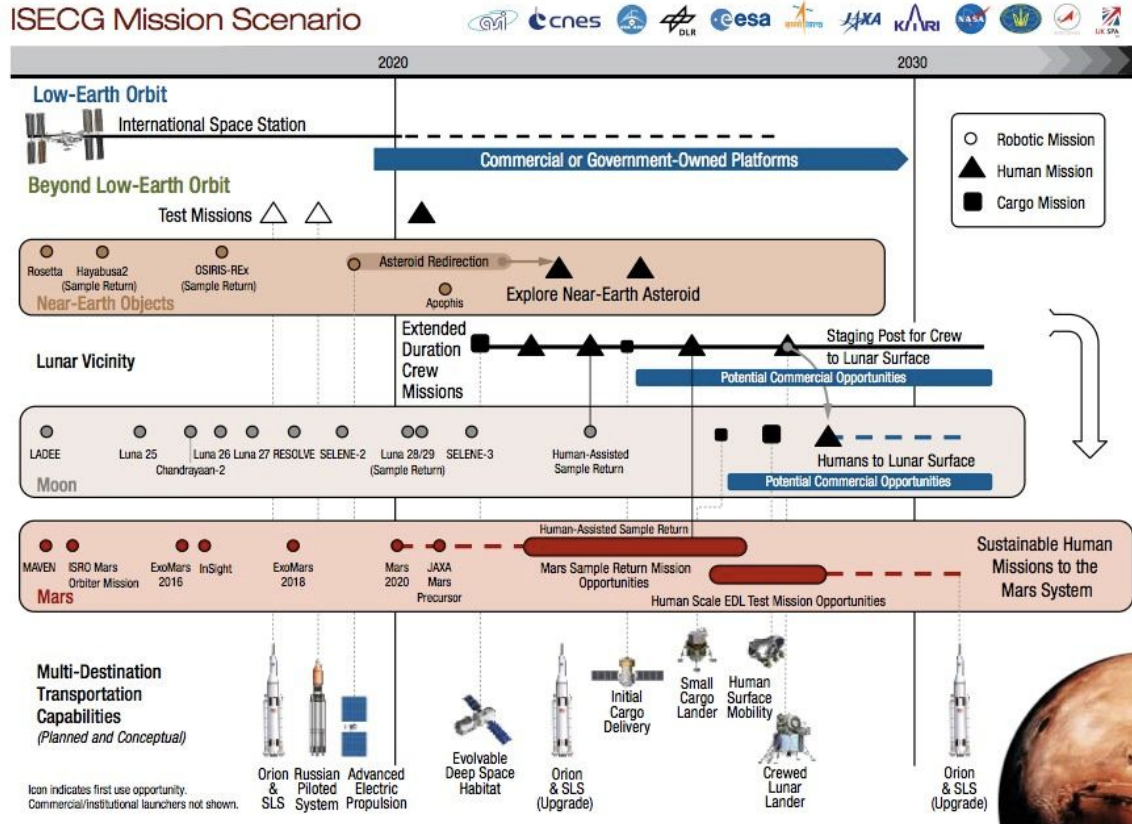 ISECG Mission Scenario
asi
cnes
DLR
esa
JAXA
KARI
NASA
UK SPA
2020
2030
Low-Earth Orbit
International Space Station
Commercial or Government-Owned Platforms
Robotic Mission
Human Mission
Cargo Mission
Beyond Low-Earth Orbit
Test Missions
Rosetta
Hayabusa2
(Sample Return)
OSIRIS-REx
(Sample Return)
Asteroid Redirection
Apophis
Explore Near-Earth Asteroid
Near-Earth Objects
Lunar Vicinity
Extended
Duration
Crew
Missions
Staging Post for Crew
to Lunar Surface
Potential Commercial Opportunities
LADEE
Luna 25
Chandrayaan-2
Luna 26
Luna 27
RESOLVE
SELENE-2
Luna 28/29
(Sample Return)
SELENE-3
Human-Assisted
Sample Return
Humans to Lunar Surface
Potential Commercial Opportunities
Moon
MAVEN
ISRO Mars
Orbiter Mission
ExoMars
2016
InSight
ExoMars
2018
Mars
2020
JAXA
Mars
Precursor
Human-Assisted Sample Return
Mars Sample Return Mission
Opportunities
Human Scale EDL Test Mission Opportunities
Sustainable Human
Missions to the
Mars System
Mars
Multi-Destination
Transportation
Capabilities
(Planned and Conceptual)
Orion
& SLS
Russian
Piloted
System
Advanced
Electric
Propulsion
Evolvable
Deep Space
Habitat
Orion
& SLS
(Upgrade)
Initial
Cargo
Delivery
Small
Cargo
Lander
Human
Surface
Mobility
Crewed
Lunar
Lander
Orion
& SLS
(Upgrade)
Icon indicates first use opportunity.
Commercial/institutional launchers not shown.